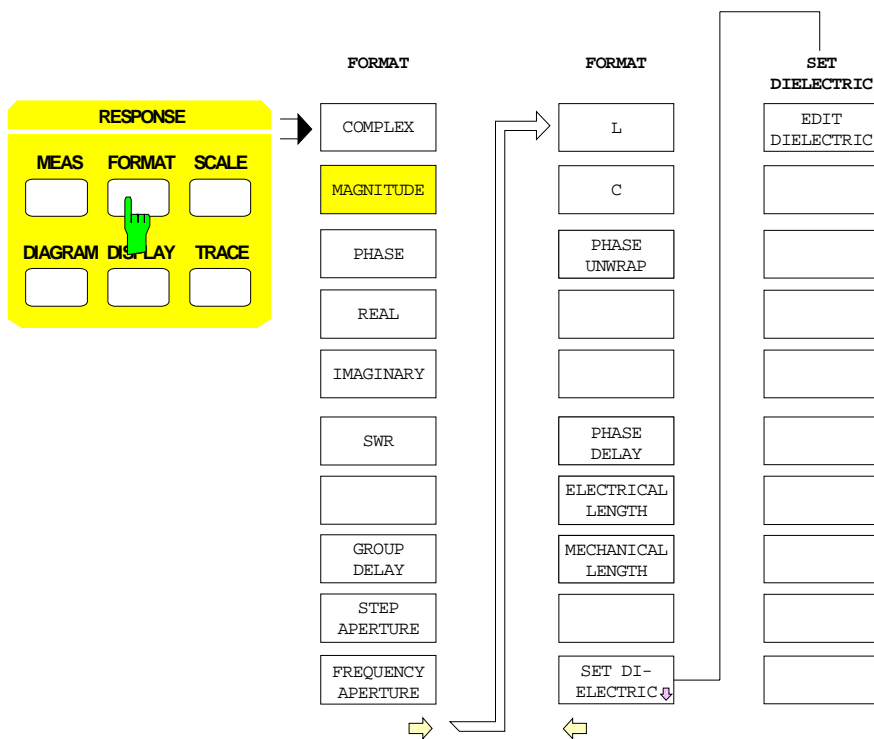 RESPONSE
MEAS FORMAT SCALE
DIAGRAM DISPLAY TRACE
FORMAT
COMPLEX
MAGNITUDE
PHASE
REAL
IMAGINARY
SWR
GROUP
DELAY
STEP
APERTURE
FREQUENCY
APERTURE
FORMAT
L
C
PHASE
UNWRAP
PHASE
DELAY
ELECTRICAL
LENGTH
MECHANICAL
LENGTH
SET DI-
ELECTRIC
SET
DIELECTRIC
EDIT
DIELECTRIC